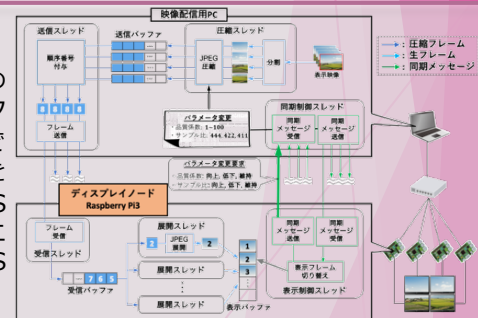 映像配信用PC
送信スレッド
送信バッファ
圧縮スレッド
順序番号
付与
JPEG
圧縮
分割
表示映像
: 圧縮フレーム
: 生フレーム
: 同期メッセージ
8 8 8 8
フレーム
送信
パラメータ変更
・品質係数: 1~100
・サンプル比: 444, 422, 411
同期制御スレッド
同期
メッセージ
受信
同期
メッセージ
送信
パラメータ変更要求
・品質係数: 向上, 低下, 維持
・サンプル比: 向上, 低下, 維持
ディスプレイノード
Raspberry Pi3
フレーム
受信
受信スレッド
展開スレッド
2
JPEG
展開
2
展開スレッド
展開スレッド
7 6 5
受信バッファ
1
2
3
表示バッファ
同期
メッセージ
送信
同期
メッセージ
受信
表示フレーム
切り替え
表示制御スレッド